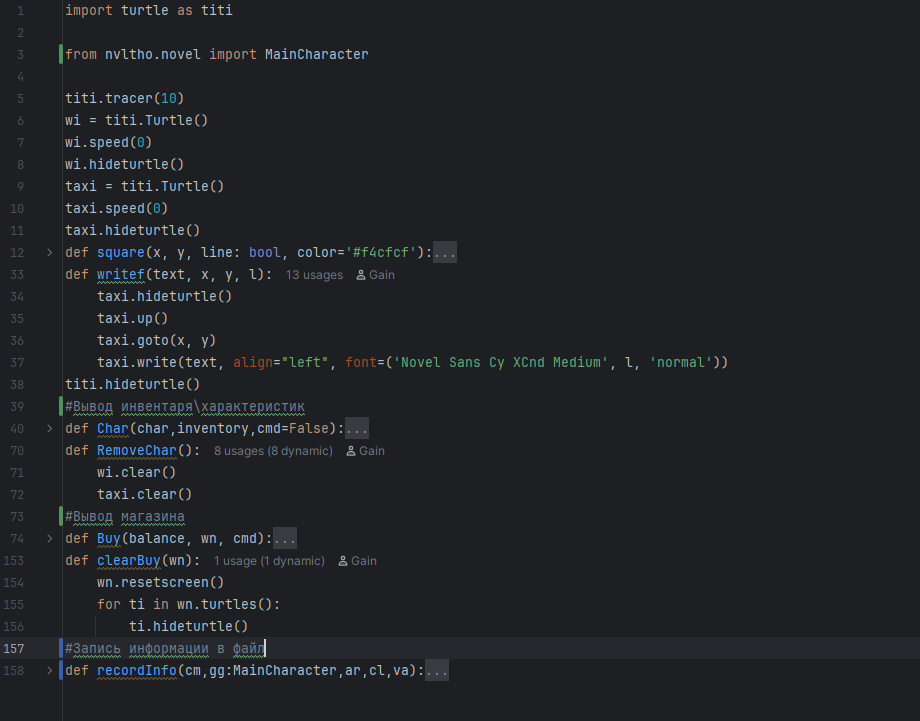 1 import turtle as titi
2
3 from nvltho.novel import MainCharacter
4
5 titi.tracer(10)
6 wi = titi.Turtle()
7 wi.speed(0)
8 wi.hideturtle()
9 taxi = titi.Turtle()
10 taxi.speed(0)
11 taxi.hideturtle()
12 def square(x, y, line: bool, color='#f4cfcf'):...
33 def writef(text, x, y, l): 13 usages Gain
34 taxi.hideturtle()
35 taxi.up()
36 taxi.goto(x, y)
37 taxi.write(text, align="left", font=('Novel Sans Cy XCnd Medium', l, 'normal'))
38 titi.hideturtle()
39 #Вывод инвентаря\характеристик
40 def Char(char,inventory,cmd=False):...
70 def RemoveChar(): 8 usages (8 dynamic) Gain
71 wi.clear()
72 taxi.clear()
73 #Вывод магазина
74 def Buy(balance, wn, cmd):...
153 def clearBuy(wn): 1 usage (1 dynamic) Gain
154 wn.resetscreen()
155 for ti in wn.turtles():
156 ti.hideturtle()
157 #Запись информации в файл
158 def recordInfo(cm,gg:MainCharacter,ar,cl,va):...